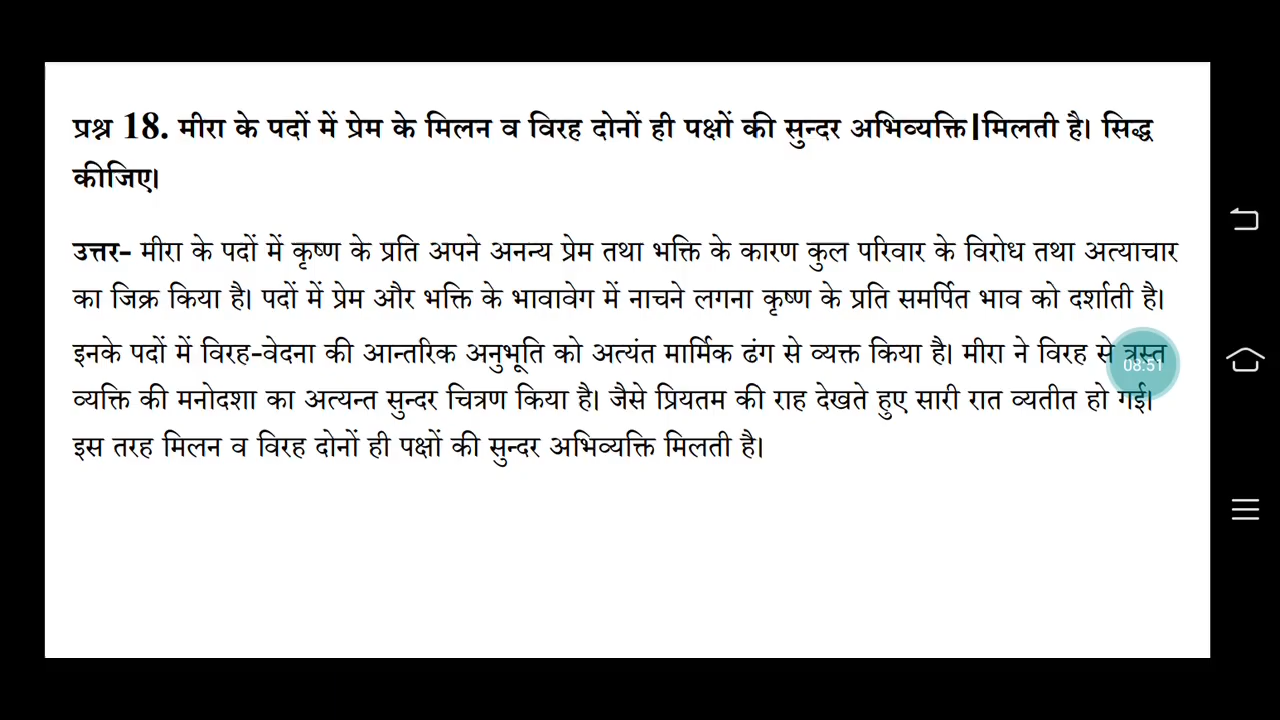 प्रश्न 18. मीरा के पदों में प्रेम के मिलन व विरह दोनों ही पक्षों की सुन्दर अभिव्यक्ति|मिलती है। सिद्ध
कीजिए।
उत्तर- मीरा के पदों में कृष्ण के प्रति अपने अनन्य प्रेम तथा भक्ति के कारण कुल परिवार के विरोध तथा अत्याचार
का जिक्र किया है। पदों में प्रेम और भक्ति के भावावेग में नाचने लगना कृष्ण के प्रति समर्पित भाव को दर्शाती है।
इनके पदों में विरह-वेदना की आन्तरिक अनुभूति को अत्यंत मार्मिक ढंग से व्यक्त किया है। मीरा ने विरह से त्रस्त
08:51
व्यक्ति की मनोदशा का अत्यन्त सुन्दर चित्रण किया है। जैसे प्रियतम की राह देखते हुए सारी रात व्यतीत हो गई।
इस तरह मिलन व विरह दोनों ही पक्षों की सुन्दर अभिव्यक्ति मिलती है।